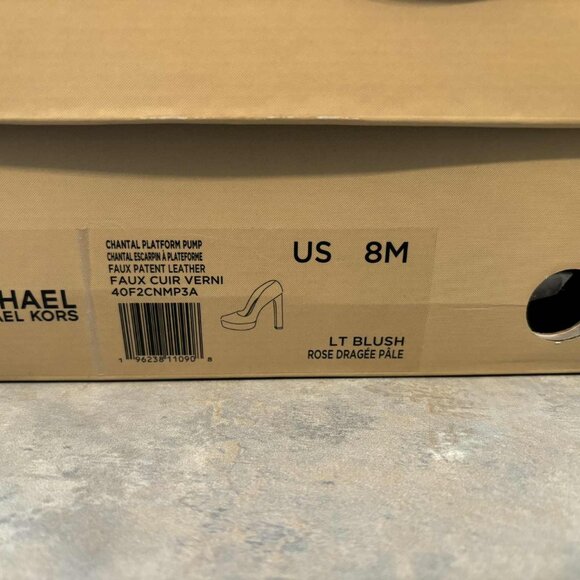 CHANTAL PLATFORM PUMP
CHANTAL ESCARPIN À PLATEFORME
FAUX PATENT LEATHER
FAUX CUIR VERNI
40F2CNMP3A
1 96238 11090 8
US 8M
LT BLUSH
ROSE DRAGÉE PÂLE
HAEL
AEL KORS